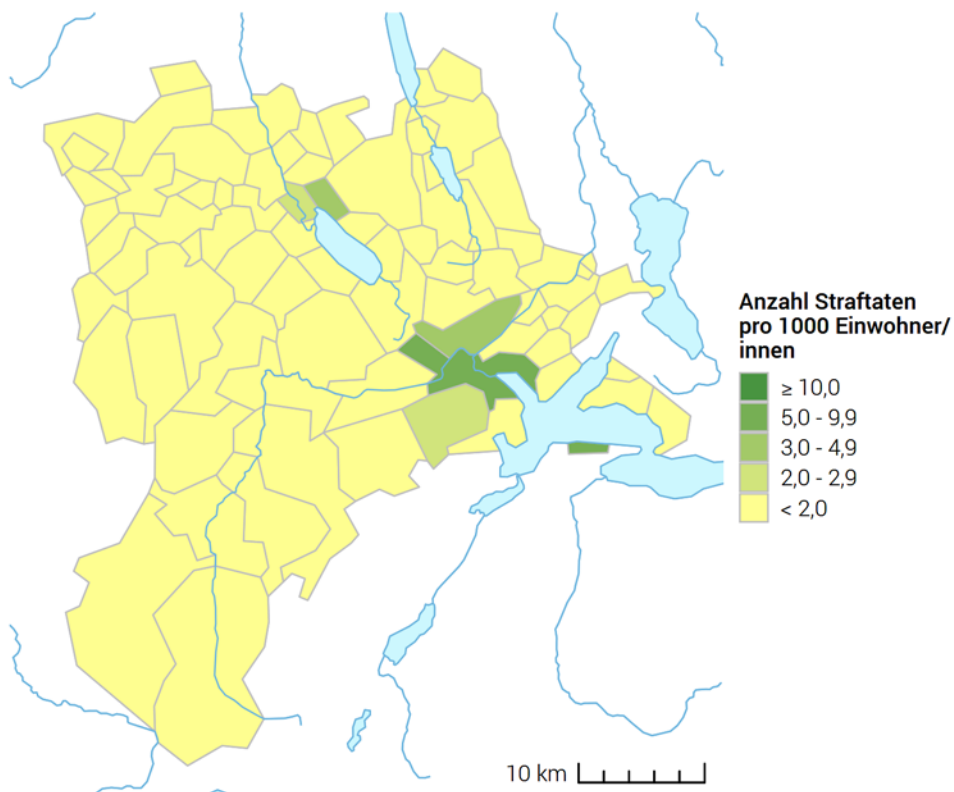 Anzahl Straftaten
pro 1000 Einwohner/
innen
≥ 10,0
5,0 - 9,9
3,0 - 4,9
2,0 - 2,9
< 2,0
10 km